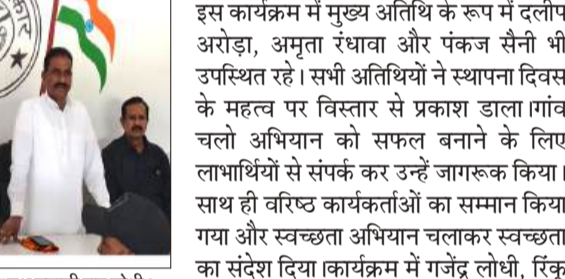 इस कार्यक्रम में मुख्य अतिथि के रूप में दलीप
अरोड़ा, अमृता रंधावा और पंकज सैनी भी
उपस्थित रहे। सभी अतिथियों ने स्थापना दिवस
के महत्व पर विस्तार से प्रकाश डाला।गांव
चलो अभियान को सफल बनाने के लिए
लाभार्थियों से संपर्क कर उन्हें जागरूक किया।
साथ ही वरिष्ठ कार्यकर्ताओं का सम्मान किया
गया और स्वच्छता अभियान चलाकर स्वच्छता
का संदेश दिया।कार्यक्रम में गजेंद्र लोधी, रिंकू